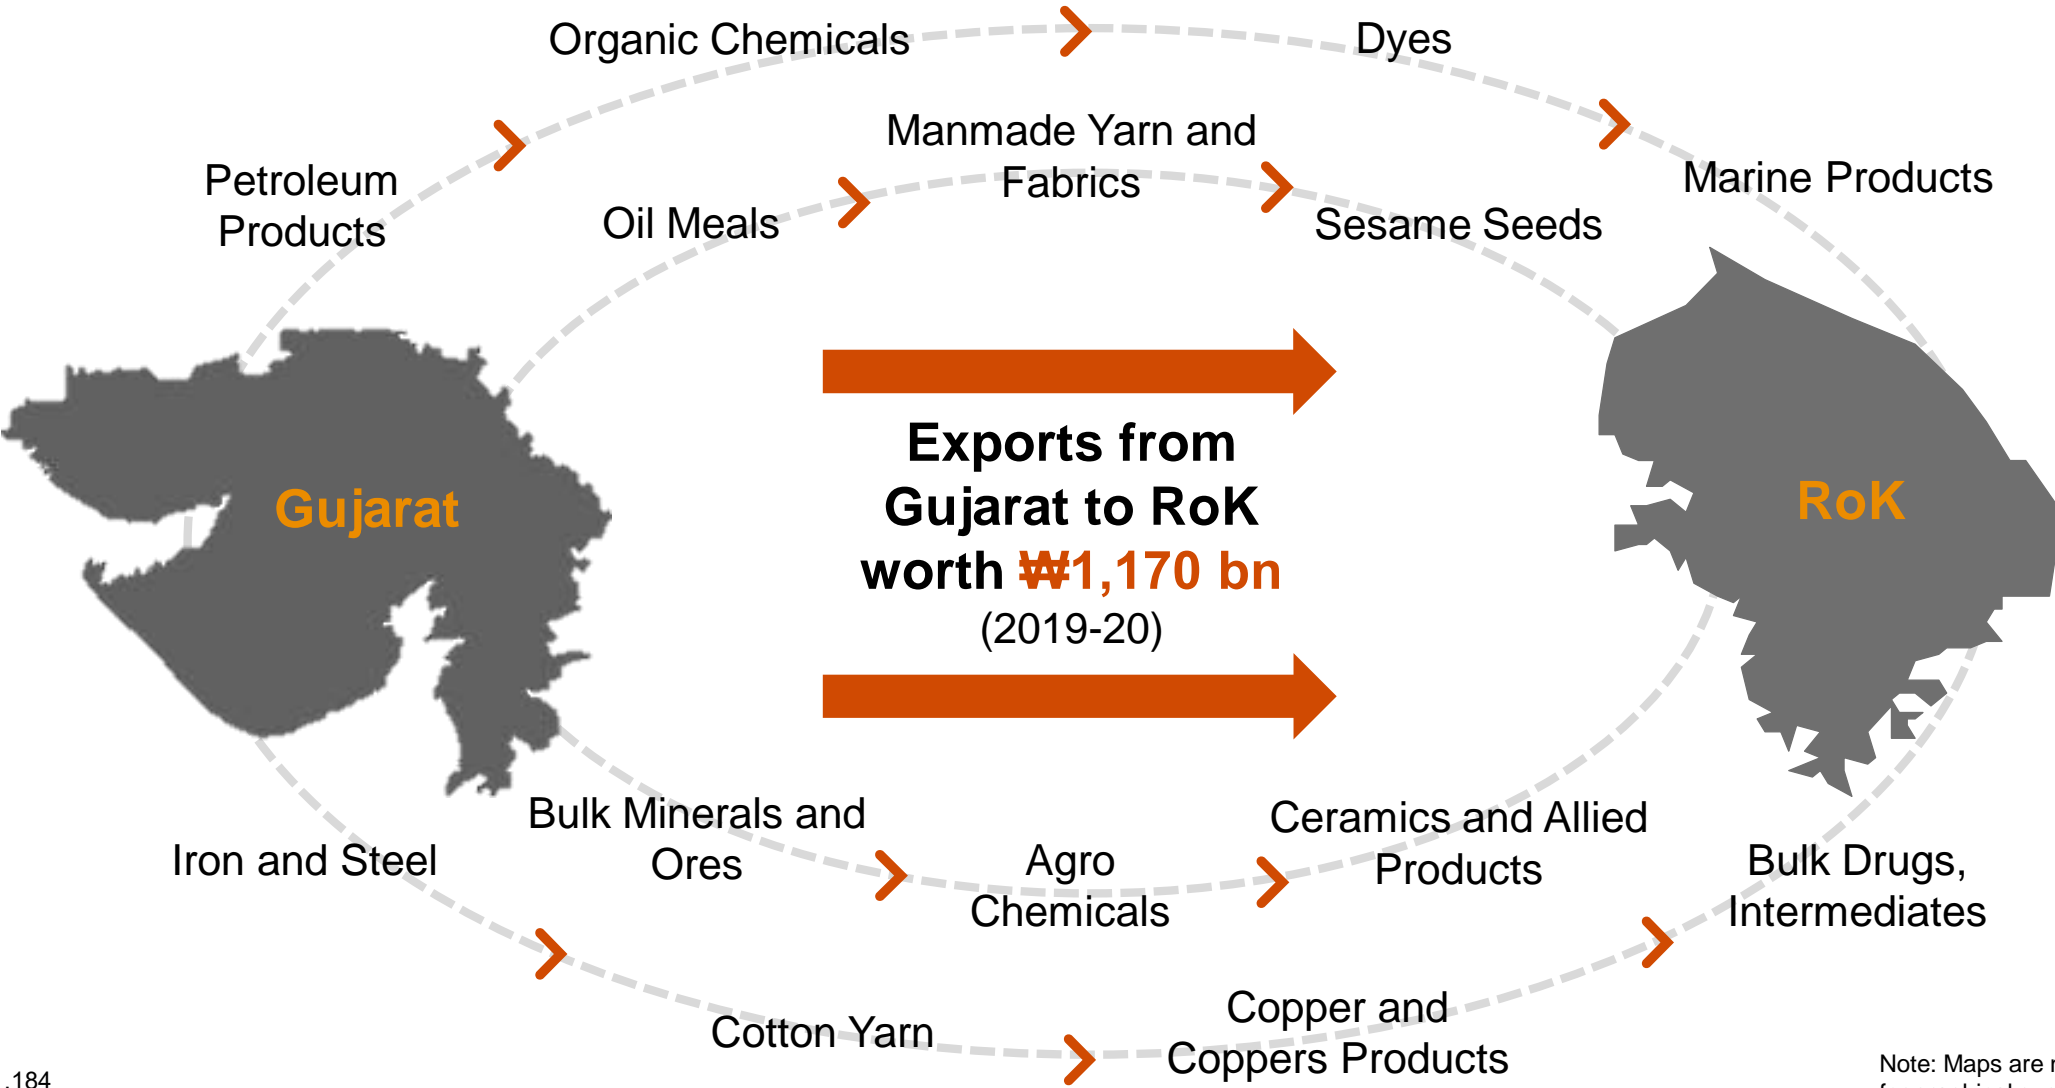 Organic Chemicals
Dyes
Manmade Yarn and
Fabrics
Petroleum
Products
Marine Products
Oil Meals
Sesame Seeds
Exports from
Gujarat to RoK
worth ₩1,170 bn
(2019-20)
Gujarat
RoK
Bulk Minerals and
Ores
Ceramics and Allied
Products
Iron and Steel
Agro
Chemicals
Bulk Drugs,
Intermediates
Cotton Yarn
Copper and
Coppers Products
.184
Note: Maps are